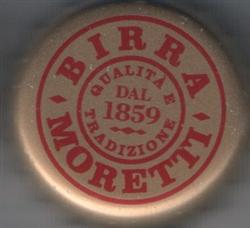 BIRRA
MORETTI
QUALITÀ E
TRADIZIONE
DAL
1859